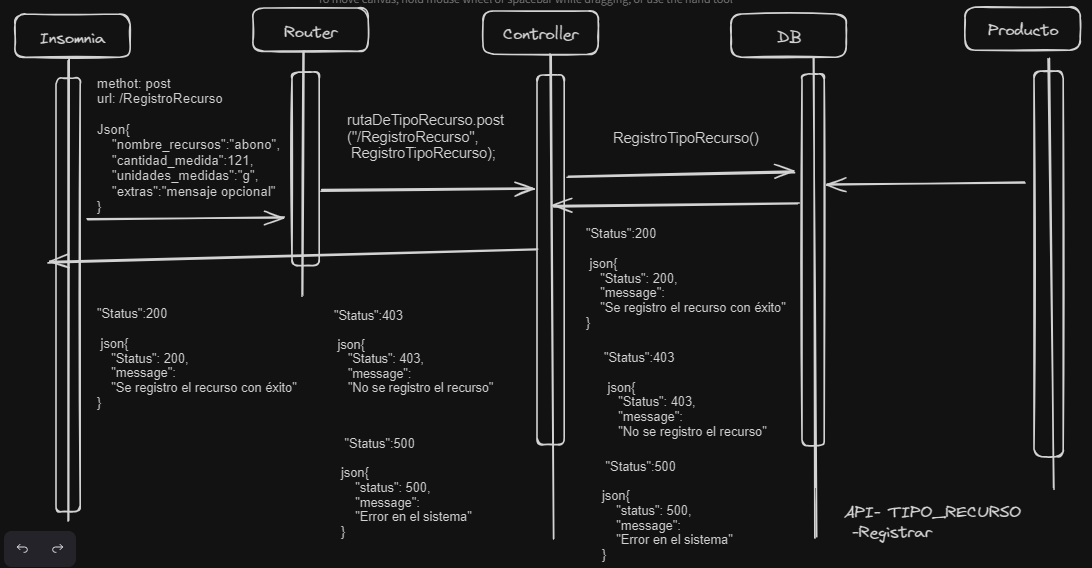 To move canvas, hold mouse wheel or spacebar while dragging, or use the hand tool
Insomnia
Router
Controller
DB
Producto
methot: post
url: /RegistroRecurso
Json{
"nombre_recursos":"abono",
"cantidad_medida":121,
"unidades_medidas":"g",
"extras":"mensaje opcional"
}
rutaDeTipoRecurso.post
("/RegistroRecurso",
RegistroTipoRecurso);
RegistroTipoRecurso()
"Status":200
json{
"Status": 200,
"message":
"Se registro el recurso con éxito"
}
"Status":403
json{
"Status": 403,
"message":
"No se registro el recurso"
"Status":500
json{
"status": 500,
"message":
"Error en el sistema"
}
"Status":200
json{
"Status": 200,
"message":
"Se registro el recurso con éxito"
}
"Status":403
json{
"Status": 403,
"message":
"No se registro el recurso"
"Status":500
json{
"status": 500,
"message":
"Error en el sistema"
}
API- TIPO_RECURSO
-Registrar